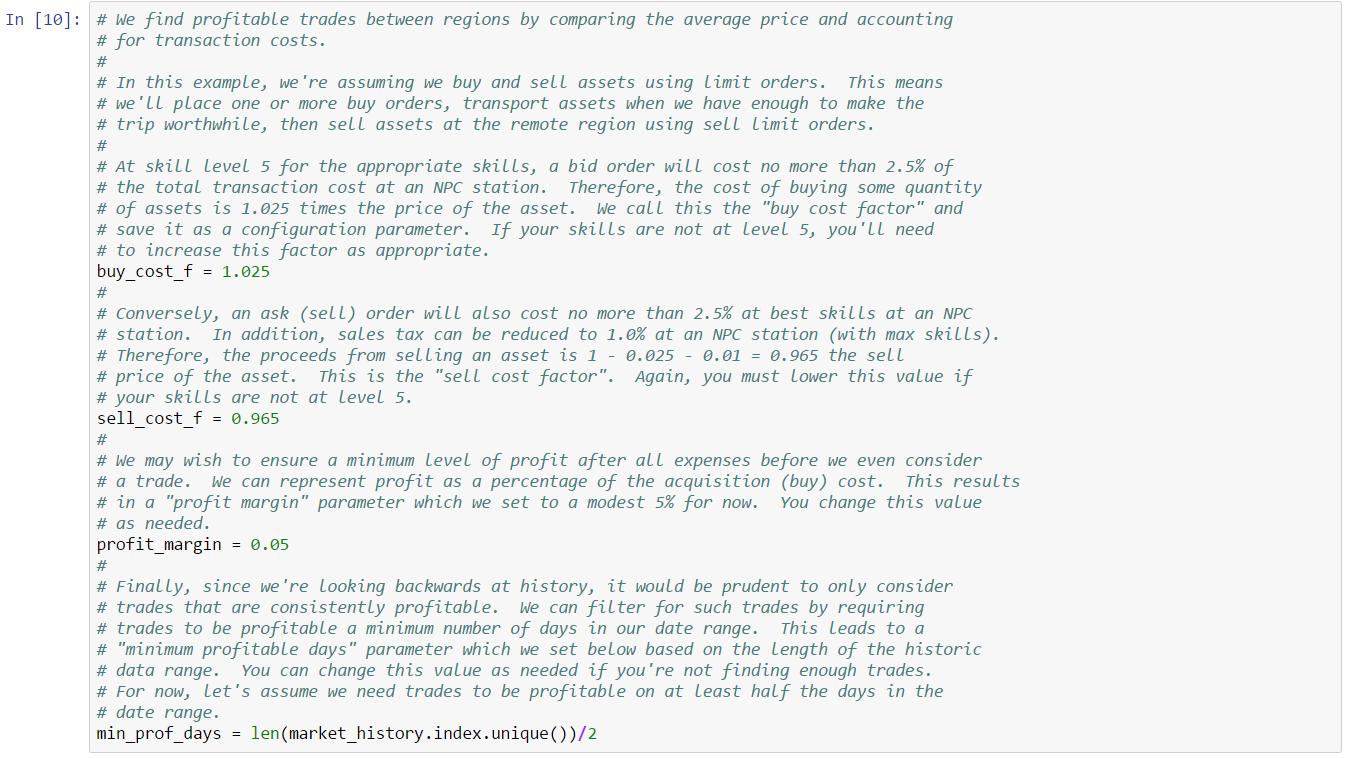 In [10]: # We find profitable trades between regions by comparing the average price and accounting
# for transaction costs.
#
# In this example, we're assuming we buy and sell assets using limit orders.  This means
# we'll place one or more buy orders, transport assets when we have enough to make the
# trip worthwhile, then sell assets at the remote region using sell limit orders.
#
# At skill level 5 for the appropriate skills, a bid order will cost no more than 2.5% of
# the total transaction cost at an NPC station.  Therefore, the cost of buying some quantity
# of assets is 1.025 times the price of the asset.  We call this the "buy cost factor" and
# save it as a configuration parameter.  If your skills are not at level 5, you'll need
# to increase this factor as appropriate.
buy_cost_f = 1.025
#
# Conversely, an ask (sell) order will also cost no more than 2.5% at best skills at an NPC
# station.  In addition, sales tax can be reduced to 1.0% at an NPC station (with max skills).
# Therefore, the proceeds from selling an asset is 1 - 0.025 - 0.01 = 0.965 the sell
# price of the asset.  This is the "sell cost factor".  Again, you must lower this value if
# your skills are not at level 5.
sell_cost_f = 0.965
#
# We may wish to ensure a minimum level of profit after all expenses before we even consider
# a trade.  We can represent profit as a percentage of the acquisition (buy) cost.  This results
# in a "profit margin" parameter which we set to a modest 5% for now.  You change this value
# as needed.
profit_margin = 0.05
#
# Finally, since we're looking backwards at history, it would be prudent to only consider
# trades that are consistently profitable.  We can filter for such trades by requiring
# trades to be profitable a minimum number of days in our date range.  This leads to a
# "minimum profitable days" parameter which we set below based on the length of the historic
# data range.  You can change this value as needed if you're not finding enough trades.
# For now, let's assume we need trades to be profitable on at least half the days in the
# date range.
min_prof_days = len(market_history.index.unique())/2